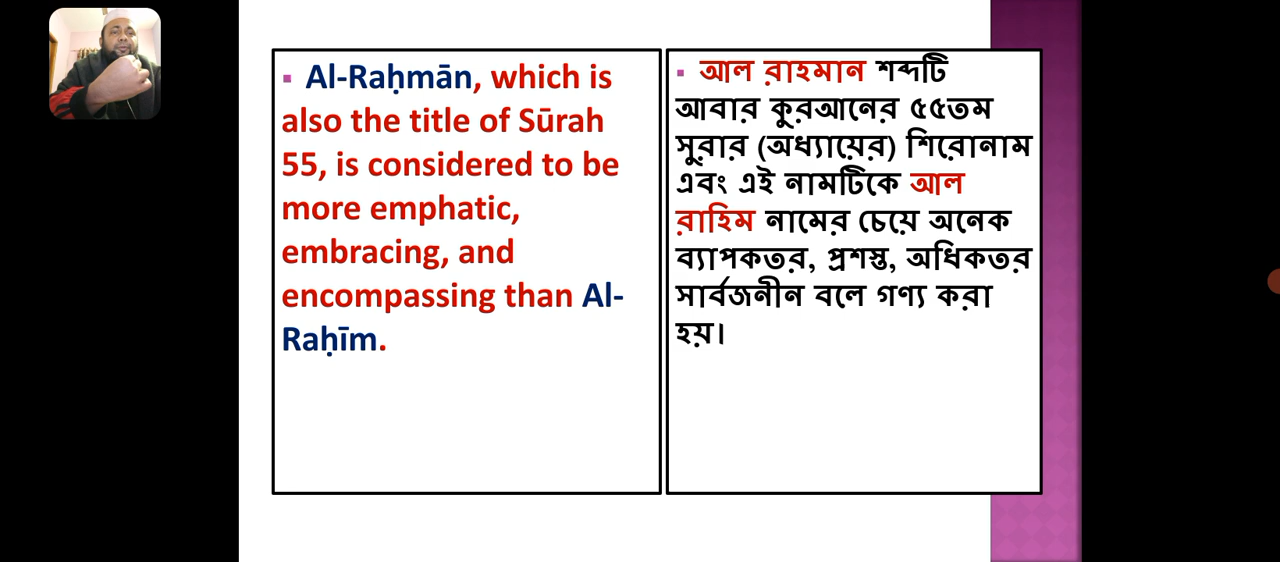 ▪ Al-Raḥmān, which is
also the title of Sūrah
55, is considered to be
more emphatic,
embracing, and
encompassing than Al-
Raḥīm.
▪ আল রাহমান শব্দটি
আবার কুরআনের ৫৫তম
সুরার (অধ্যায়ের) শিরোনাম
এবং এই নামটিকে আল
রাহিম নামের চেয়ে অনেক
ব্যাপকতর, প্রশস্ত, অধিকতর
সার্বজনীন বলে গণ্য করা
হয়।